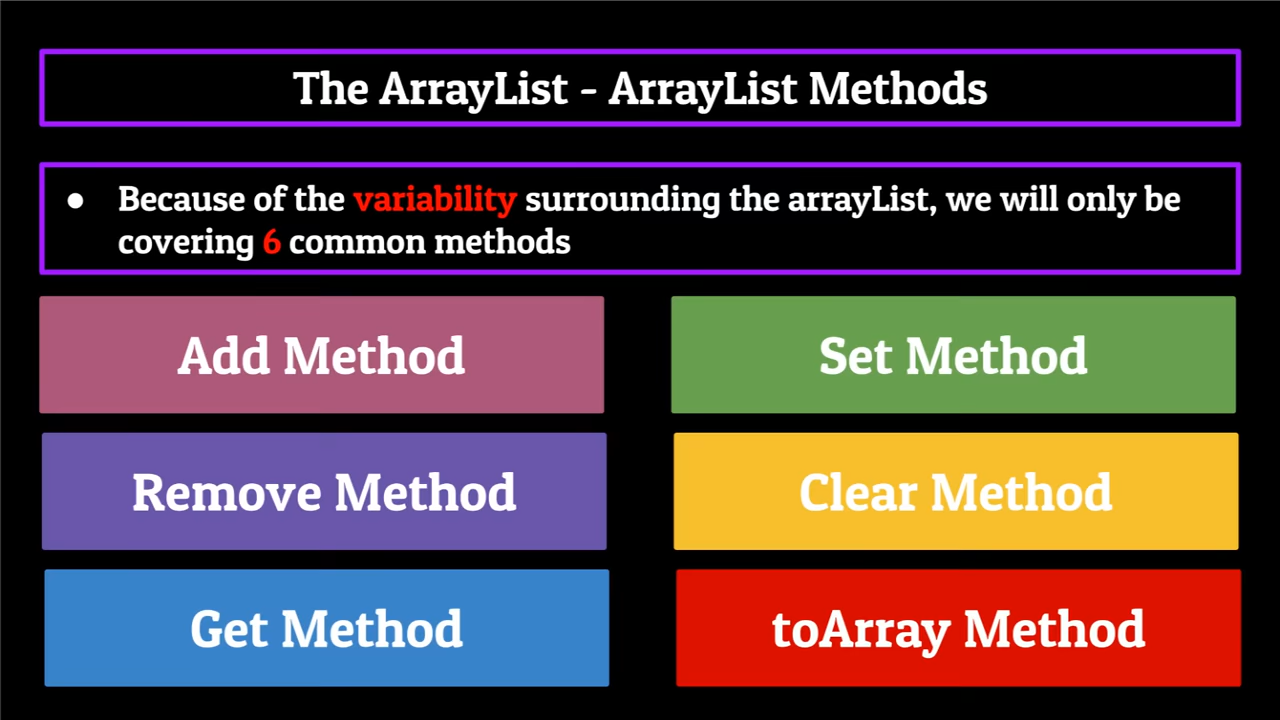 The ArrayList - ArrayList Methods
● Because of the variability surrounding the arrayList, we will only be
covering 6 common methods
Add Method
Set Method
Remove Method
Clear Method
Get Method
toArray Method